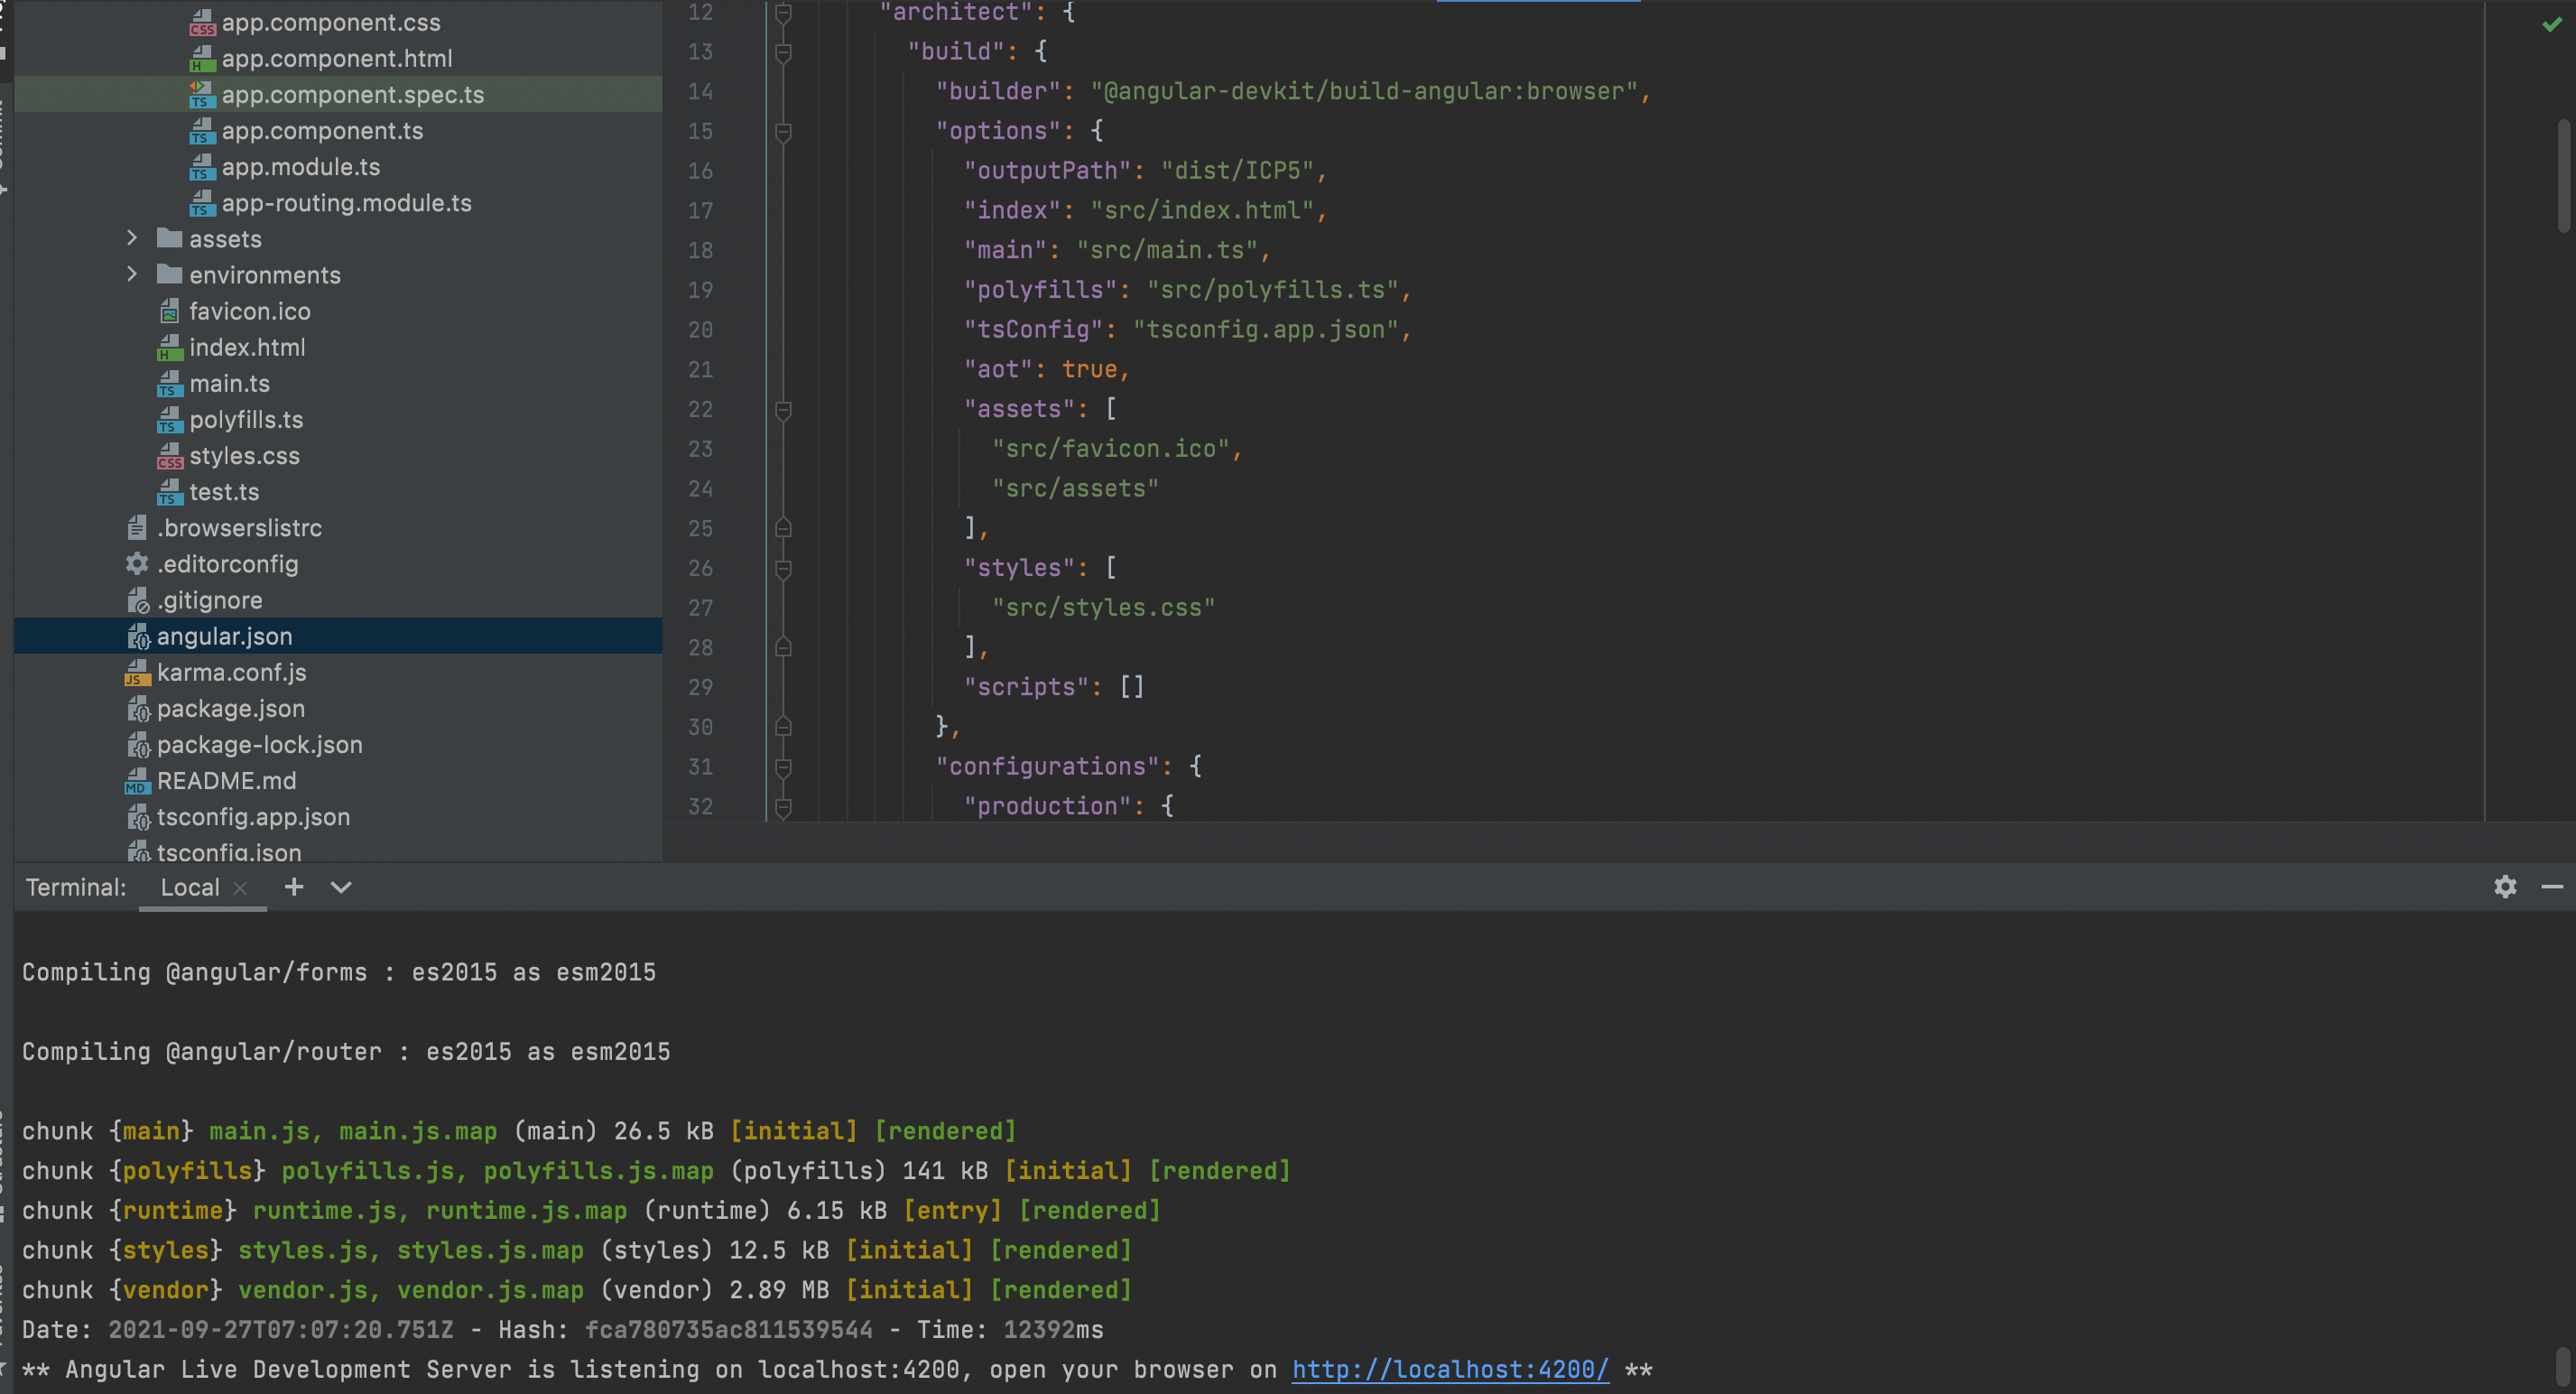 app.component.css
app.component.html
app.component.spec.ts
app.component.ts
app.module.ts
app-routing.module.ts
assets
environments
favicon.ico
index.html
main.ts
polyfills.ts
styles.css
test.ts
.browserslistrc
.editorconfig
.gitignore
angular.json
karma.conf.js
package.json
package-lock.json
README.md
tsconfig.app.json
tsconfig.json
12 "architect": {
13 "build": {
14 "builder": "@angular-devkit/build-angular:browser",
15 "options": {
16 "outputPath": "dist/ICP5",
17 "index": "src/index.html",
18 "main": "src/main.ts",
19 "polyfills": "src/polyfills.ts",
20 "tsConfig": "tsconfig.app.json",
21 "aot": true,
22 "assets": [
23 "src/favicon.ico",
24 "src/assets"
25 ],
26 "styles": [
27 "src/styles.css"
28 ],
29 "scripts": []
30 },
31 "configurations": {
32 "production": {
Terminal: Local
Compiling @angular/forms : es2015 as esm2015
Compiling @angular/router : es2015 as esm2015
chunk {main} main.js, main.js.map (main) 26.5 kB [initial] [rendered]
chunk {polyfills} polyfills.js, polyfills.js.map (polyfills) 141 kB [initial] [rendered]
chunk {runtime} runtime.js, runtime.js.map (runtime) 6.15 kB [entry] [rendered]
chunk {styles} styles.js, styles.js.map (styles) 12.5 kB [initial] [rendered]
chunk {vendor} vendor.js, vendor.js.map (vendor) 2.89 MB [initial] [rendered]
Date: 2021-09-27T07:07:20.751Z - Hash: fca780735ac811539544 - Time: 12392ms
** Angular Live Development Server is listening on localhost:4200, open your browser on http://localhost:4200/ **